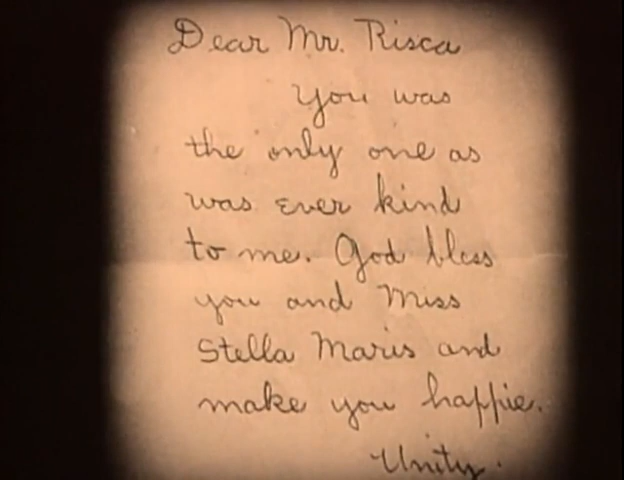 Dear Mr. Risca
You was
the only one as
was ever kind
to me. God bless
you and Miss
Stella Maris and
make you happie.
Unity.